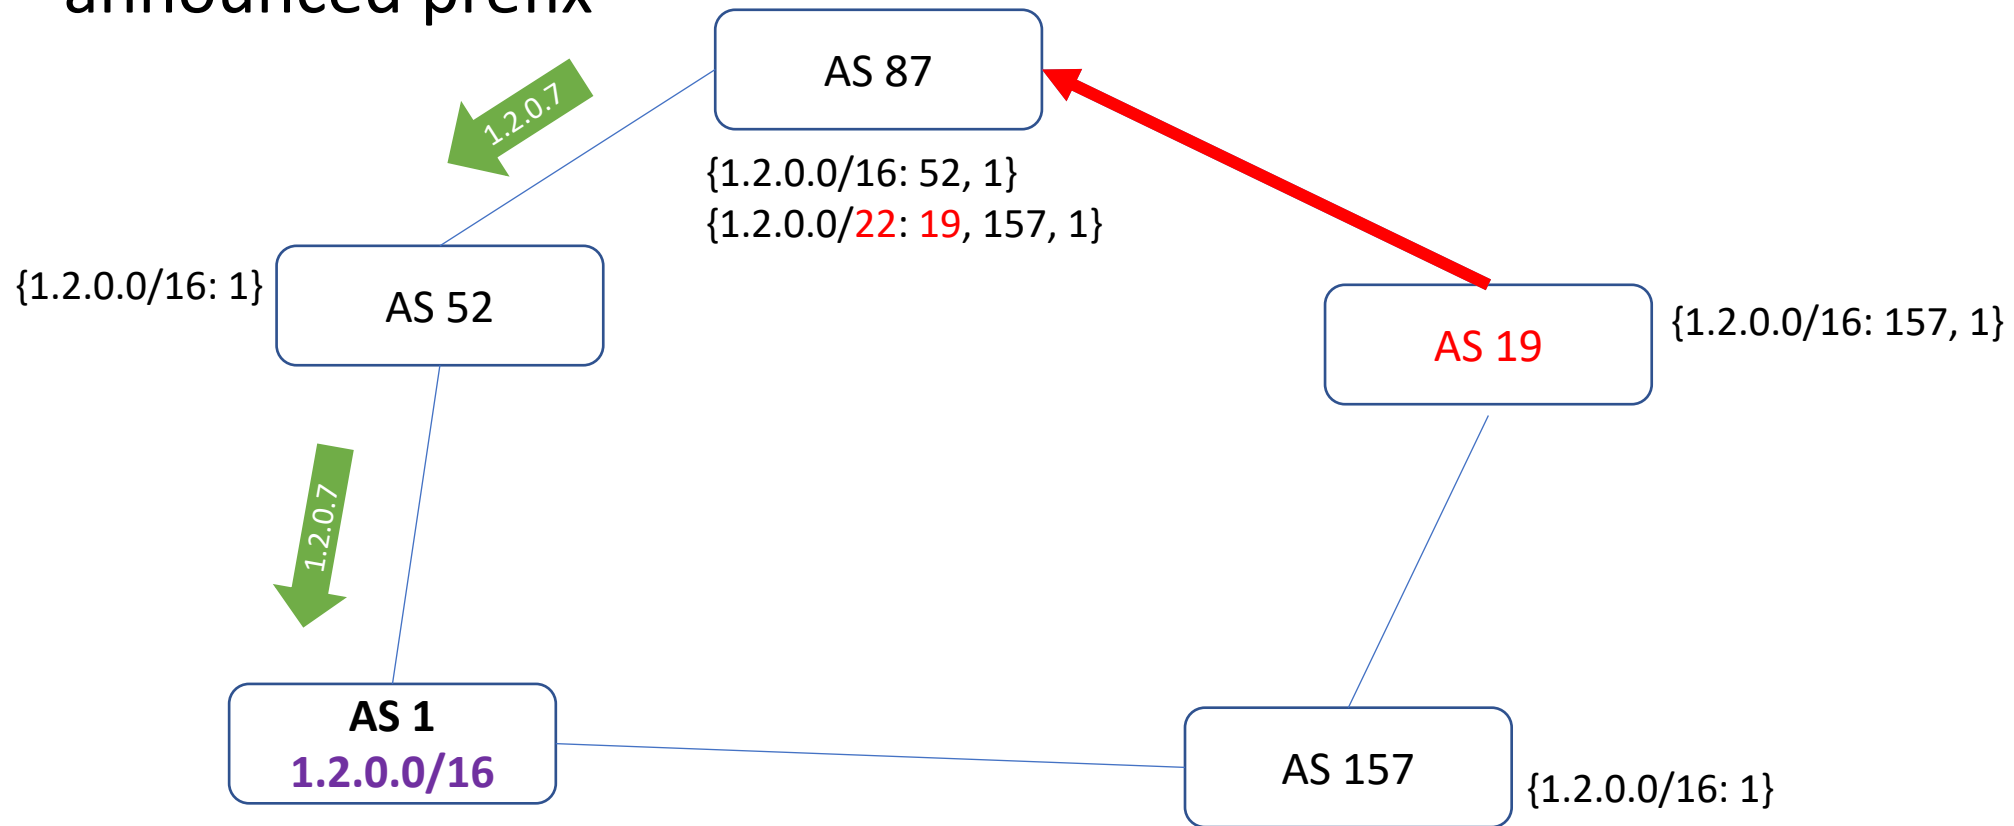 announced prefix
AS 87
1.2.0.7
{1.2.0.0/16: 52, 1}
{1.2.0.0/22: 19, 157, 1}
{1.2.0.0/16: 1}
AS 52
AS 19
{1.2.0.0/16: 157, 1}
1.2.0.7
AS 1
1.2.0.0/16
AS 157
{1.2.0.0/16: 1}